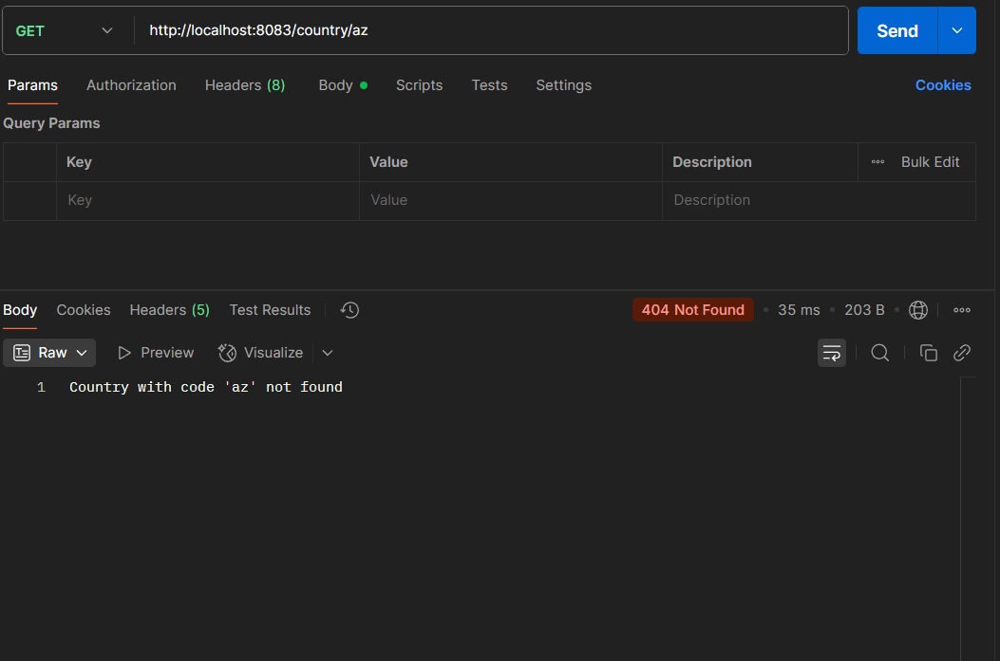 GET http://localhost:8083/country/az Send
Params Authorization Headers (8) Body Scripts Tests Settings Cookies
Query Params
Key Value Description Bulk Edit
Key Value Description
Body Cookies Headers (5) Test Results 404 Not Found 35 ms 203 B
Raw Preview Visualize
1 Country with code 'az' not found